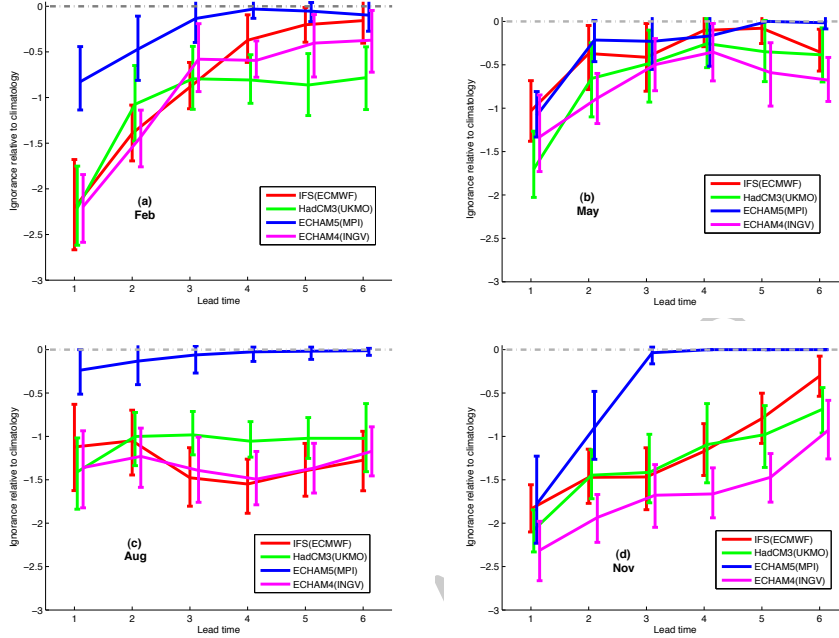 0
−0.5
−1
−1.5
−2
−2.5
−3
Ignorance relative to climatology
(a)
Feb
IFS(ECMWF)
HadCM3(UKMO)
ECHAM5(MPI)
ECHAM4(INGV)
1 2 3 4 5 6
Lead time
0
−0.5
−1
−1.5
−2
−2.5
−3
Ignorance relative to climatology
(b)
May
IFS(ECMWF)
HadCM3(UKMO)
ECHAM5(MPI)
ECHAM4(INGV)
1 2 3 4 5 6
Lead time
0
−0.5
−1
−1.5
−2
−2.5
−3
Ignorance relative to climatology
(c)
Aug
IFS(ECMWF)
HadCM3(UKMO)
ECHAM5(MPI)
ECHAM4(INGV)
1 2 3 4 5 6
Lead time
0
−0.5
−1
−1.5
−2
−2.5
−3
Ignorance relative to climatology
(d)
Nov
IFS(ECMWF)
HadCM3(UKMO)
ECHAM5(MPI)
ECHAM4(INGV)
1 2 3 4 5 6
Lead time